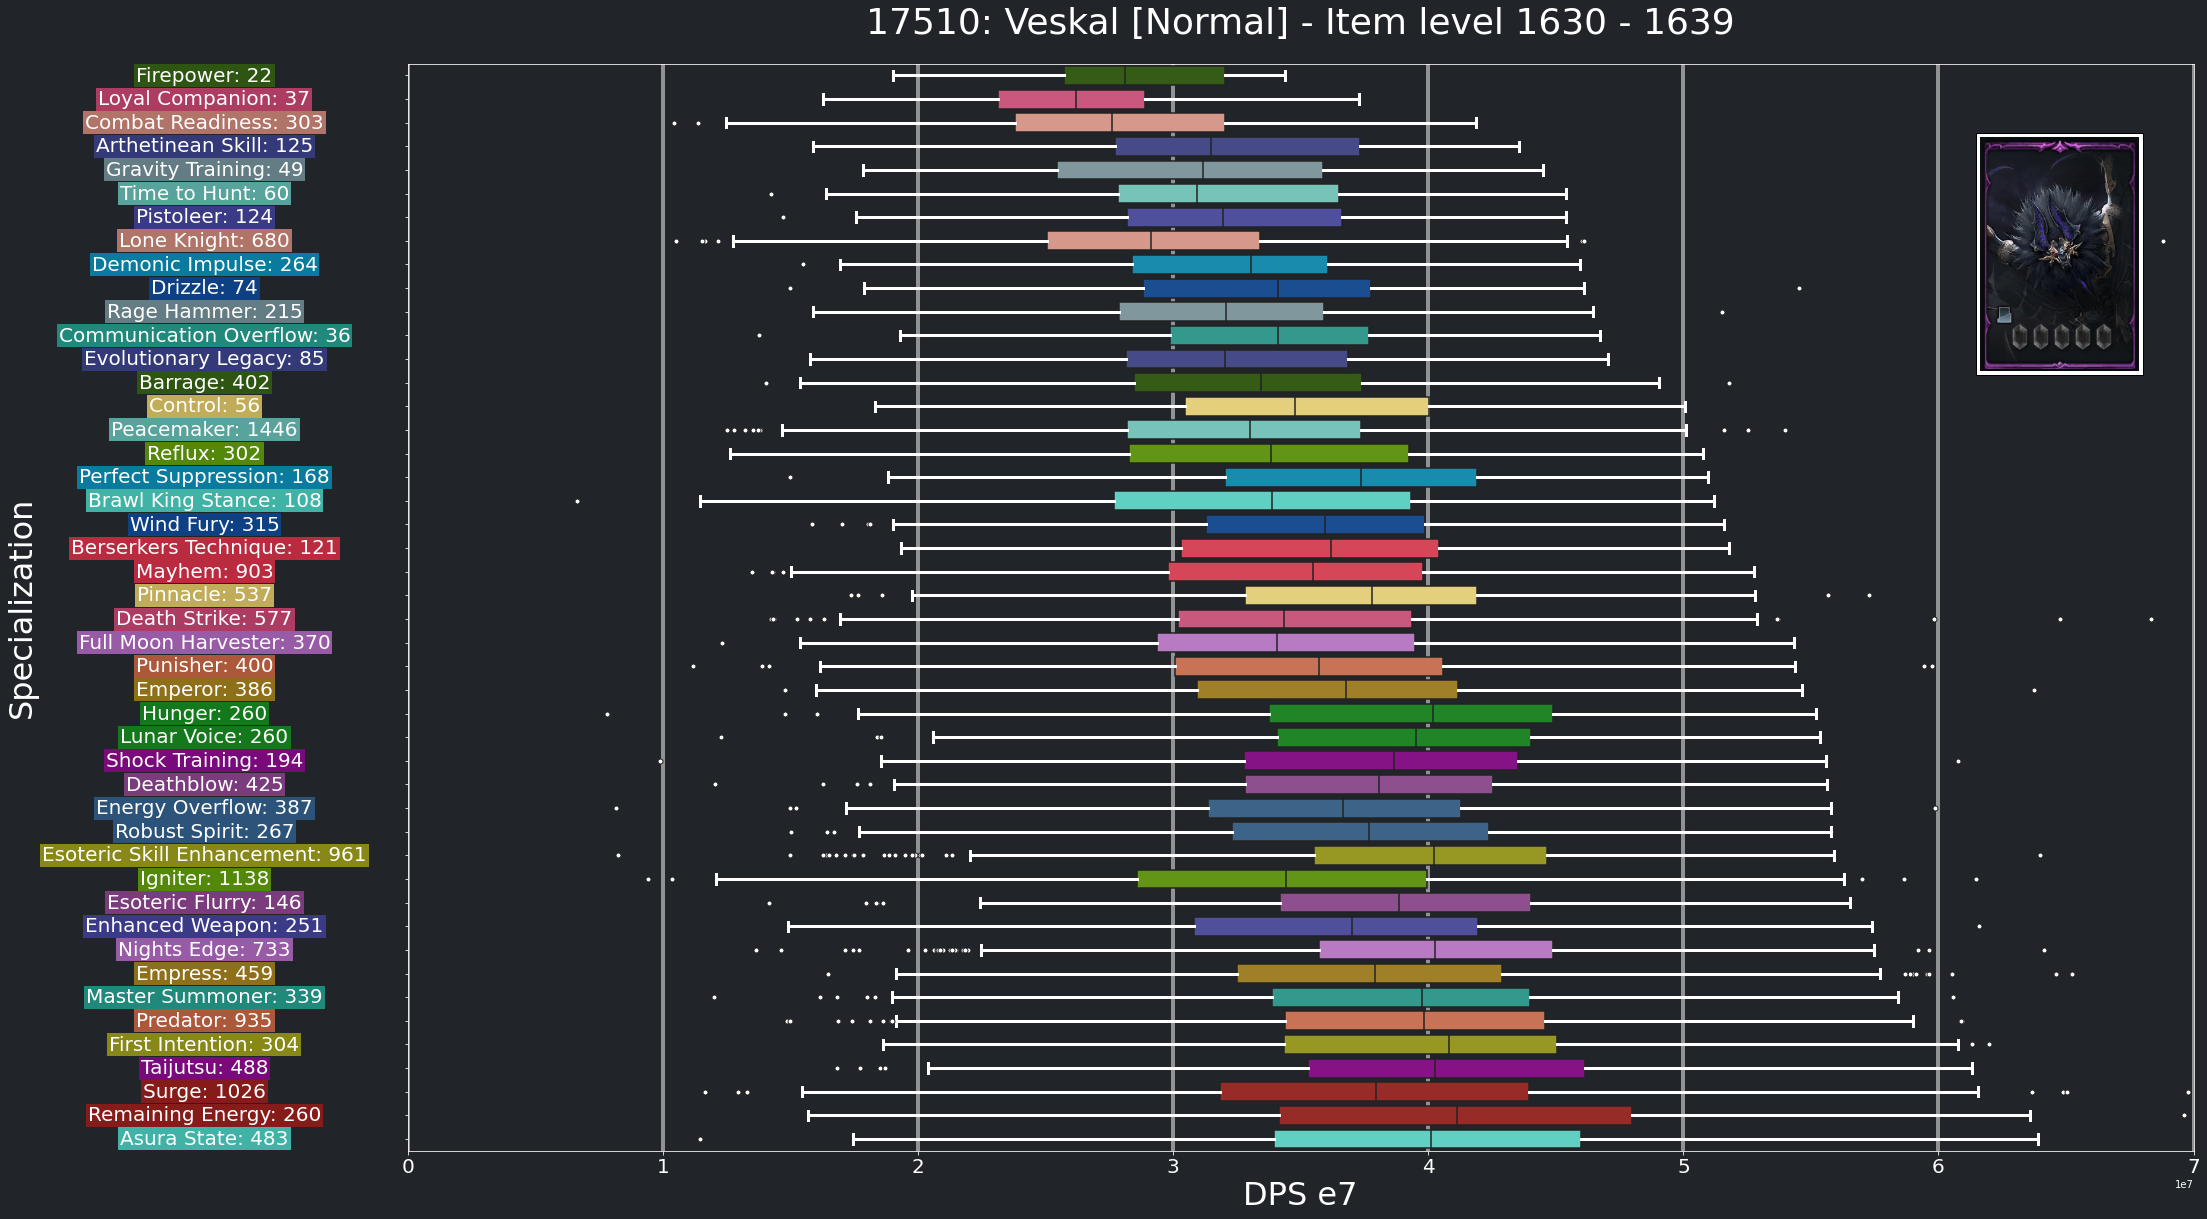 17510: Veskal [Normal] - Item level 1630 - 1639
Specialization
Firepower: 22
Loyal Companion: 37
Combat Readiness: 303
Arthetinean Skill: 125
Gravity Training: 49
Time to Hunt: 60
Pistoleer: 124
Lone Knight: 680
Demonic Impulse: 264
Drizzle: 74
Rage Hammer: 215
Communication Overflow: 36
Evolutionary Legacy: 85
Barrage: 402
Control: 56
Peacemaker: 1446
Reflux: 302
Perfect Suppression: 168
Brawl King Stance: 108
Wind Fury: 315
Berserkers Technique: 121
Mayhem: 903
Pinnacle: 537
Death Strike: 577
Full Moon Harvester: 370
Punisher: 400
Emperor: 386
Hunger: 260
Lunar Voice: 260
Shock Training: 194
Deathblow: 425
Energy Overflow: 387
Robust Spirit: 267
Esoteric Skill Enhancement: 961
Igniter: 1138
Esoteric Flurry: 146
Enhanced Weapon: 251
Nights Edge: 733
Empress: 459
Master Summoner: 339
Predator: 935
First Intention: 304
Taijutsu: 488
Surge: 1026
Remaining Energy: 260
Asura State: 483
0 1 2 3 4 5 6 7
1e7
DPS e7